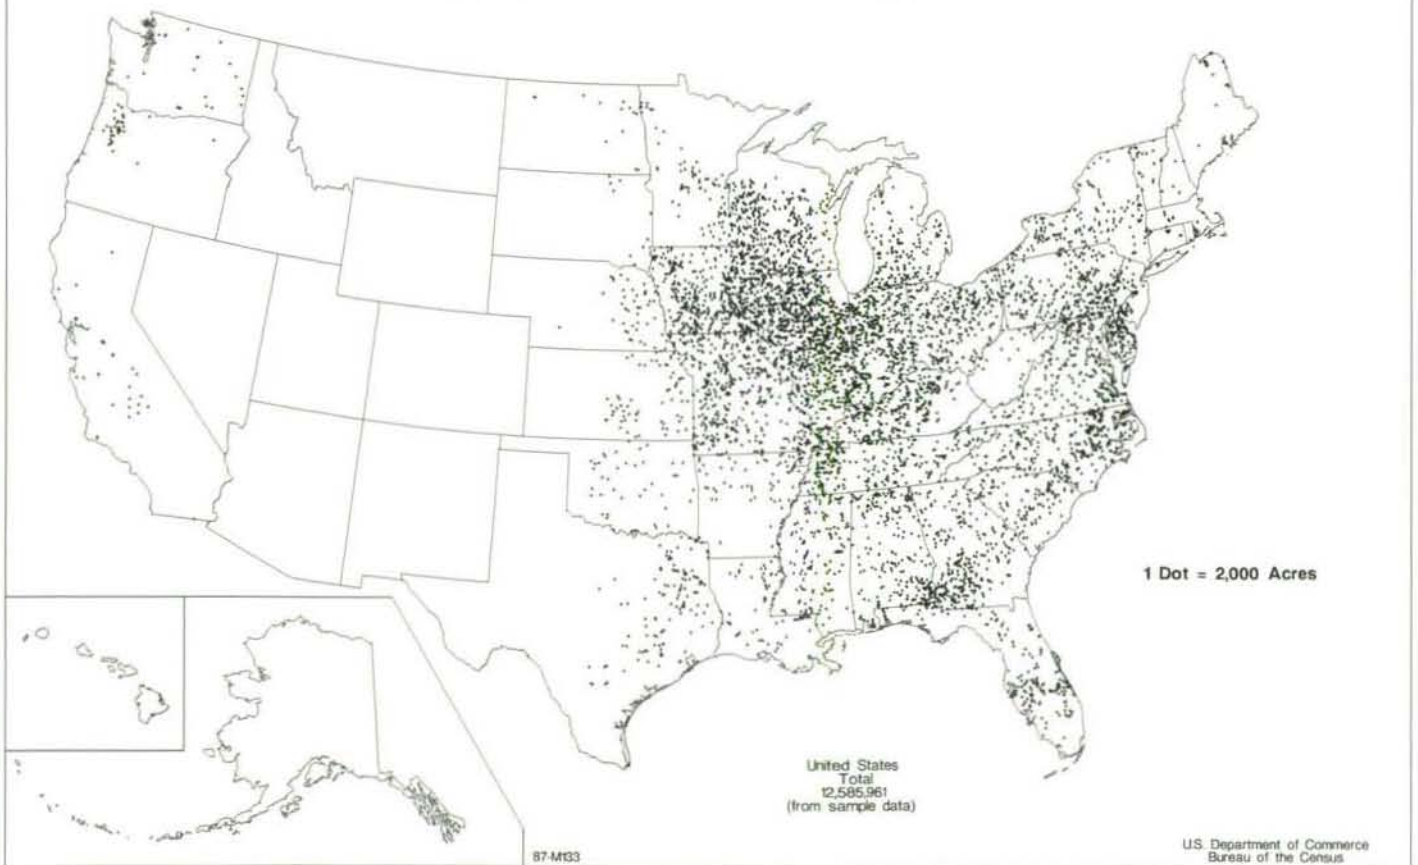 1 Dot = 2,000 Acres
United States
Total
12,585,961
(from sample data)
87-M133
U.S. Department of Commerce
Bureau of the Census